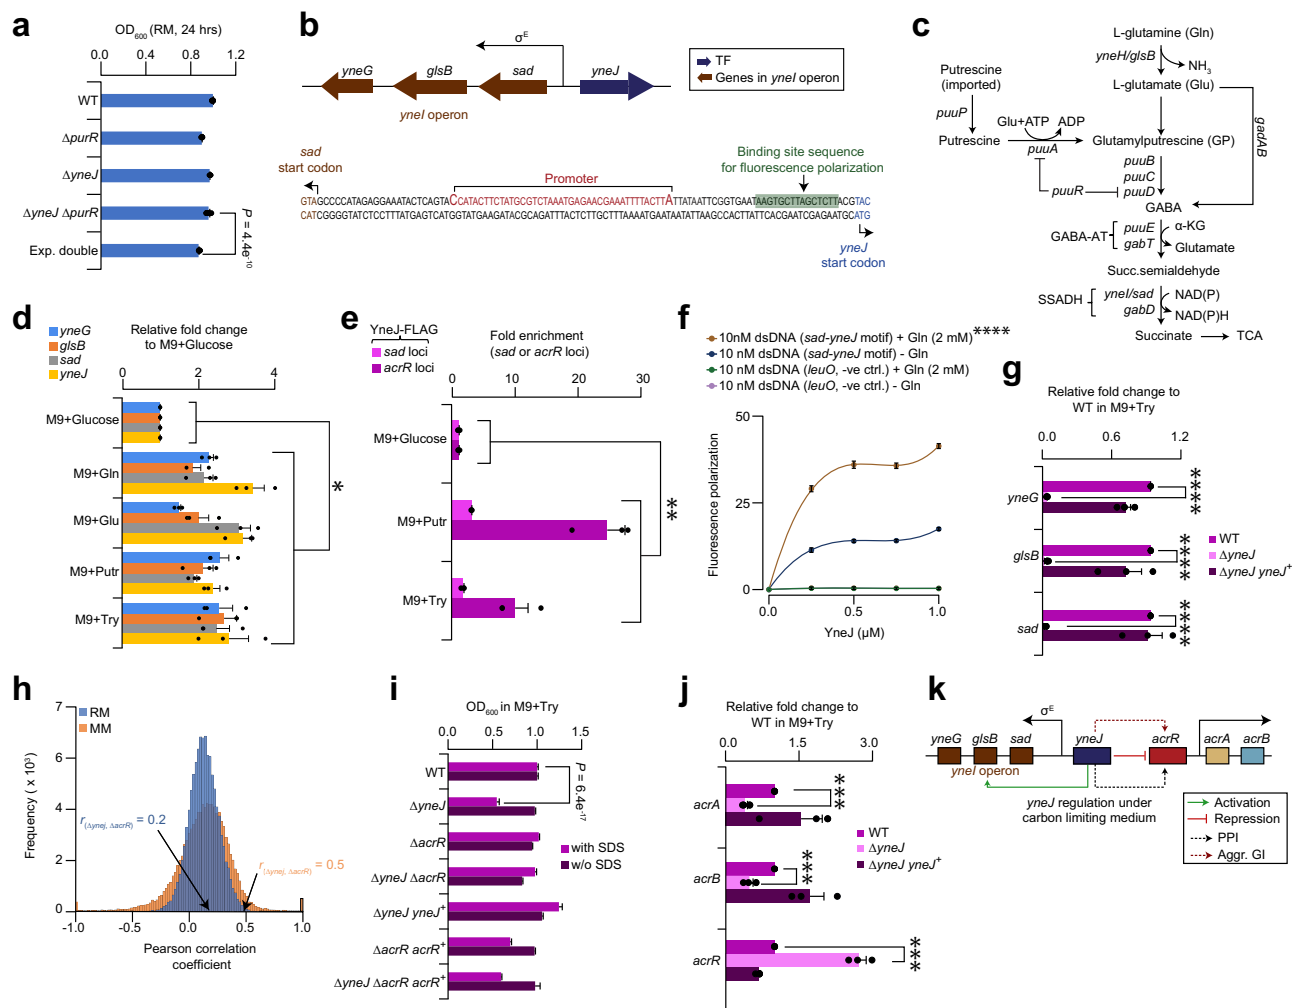 a
OD600 (RM, 24 hrs)
0.0 0.4 0.8 1.2
WT
ΔpurR
ΔyneJ
ΔyneJ ΔpurR
Exp. double
P = 4.4e-10
b
σE
yneG glsB sad yneJ
yneI operon
TF
Genes in yneI operon
sad
start codon
Promoter
Binding site sequence
for fluorescence polarization
GTAGCCCCATAGAGGAAATACTCAGTACCATACTTCTATGCGTCTAAATGAGAACGAAATTTTACTTATTATAATTCGGTGAATAAGTGCTTAGCTCTTACGTAC
CATCGGGGTATCTCCTTTATGAGTCATGGTATGAAGATACGCAGATTTACTCTTGCTTTAAAATGAATAATATTAAGCCACTTATTCACGAATCGAGAATGCATG
yneJ
start codon
c
L-glutamine (Gln)
yneH/glsB
NH3
L-glutamate (Glu)
Putrescine
(imported)
puuP
Glu+ATP ADP
Putrescine
puuA
Glutamylputrescine (GP)
gadAB
puuB
puuC
puuD
puuR
GABA
GABA-AT
puuE
gabT
α-KG
Glutamate
Succ.semialdehyde
SSADH
yneI/sad
gabD
NAD(P)
NAD(P)H
Succinate
TCA
d
yneG
glsB
sad
yneJ
Relative fold change
to M9+Glucose
0 2 4
M9+Glucose
M9+Gln
M9+Glu
M9+Putr
M9+Try
*
e
YneJ-FLAG
sad loci
acrR loci
Fold enrichment
(sad or acrR loci)
0 10 20 30
M9+Glucose
M9+Putr
M9+Try
**
f
10nM dsDNA (sad-yneJ motif) + Gln (2 mM)****
10 nM dsDNA (sad-yneJ motif) - Gln
10 nM dsDNA (leuO, -ve ctrl.) + Gln (2 mM)
10 nM dsDNA (leuO, -ve ctrl.) - Gln
Fluorescence polarization
50
25
0
0.0 0.5 1.0
YneJ (µM)
g
Relative fold change to
WT in M9+Try
0.0 0.6 1.2
yneG
glsB
sad
****
****
****
WT
ΔyneJ
ΔyneJ yneJ+
h
RM
MM
Frequency ( x 10³)
7
6
4
2
0
r(ΔyneJ, ΔacrR) = 0.2
r(ΔyneJ, ΔacrR) = 0.5
-1.0 -0.5 0.0 0.5 1.0
Pearson correlation
coefficient
i
OD600 in M9+Try
0.0 0.5 1.0 1.5
WT
ΔyneJ
ΔacrR
ΔyneJ ΔacrR
ΔyneJ yneJ+
ΔacrR acrR+
ΔyneJ ΔacrR acrR+
P = 6.4e-17
with SDS
w/o SDS
j
Relative fold change to
WT in M9+Try
0.0 1.5 3.0
acrA
acrB
acrR
***
***
***
WT
ΔyneJ
ΔyneJ yneJ+
k
σE
yneG glsB sad yneJ acrR acrA acrB
yneI operon
yneJ regulation under
carbon limiting medium
Activation
Repression
PPI
Aggr. GI